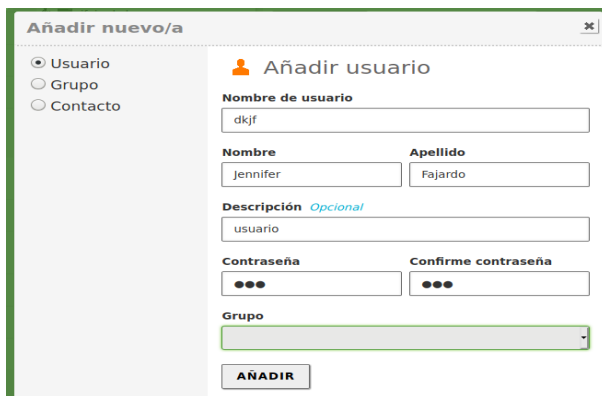 Añadir nuevo/a
Usuario
Grupo
Contacto
Añadir usuario
Nombre de usuario
dkjf
Nombre Apellido
Jennifer Fajardo
Descripción Opcional
usuario
Contraseña Confirme contraseña
●●● ●●●
Grupo
AÑADIR